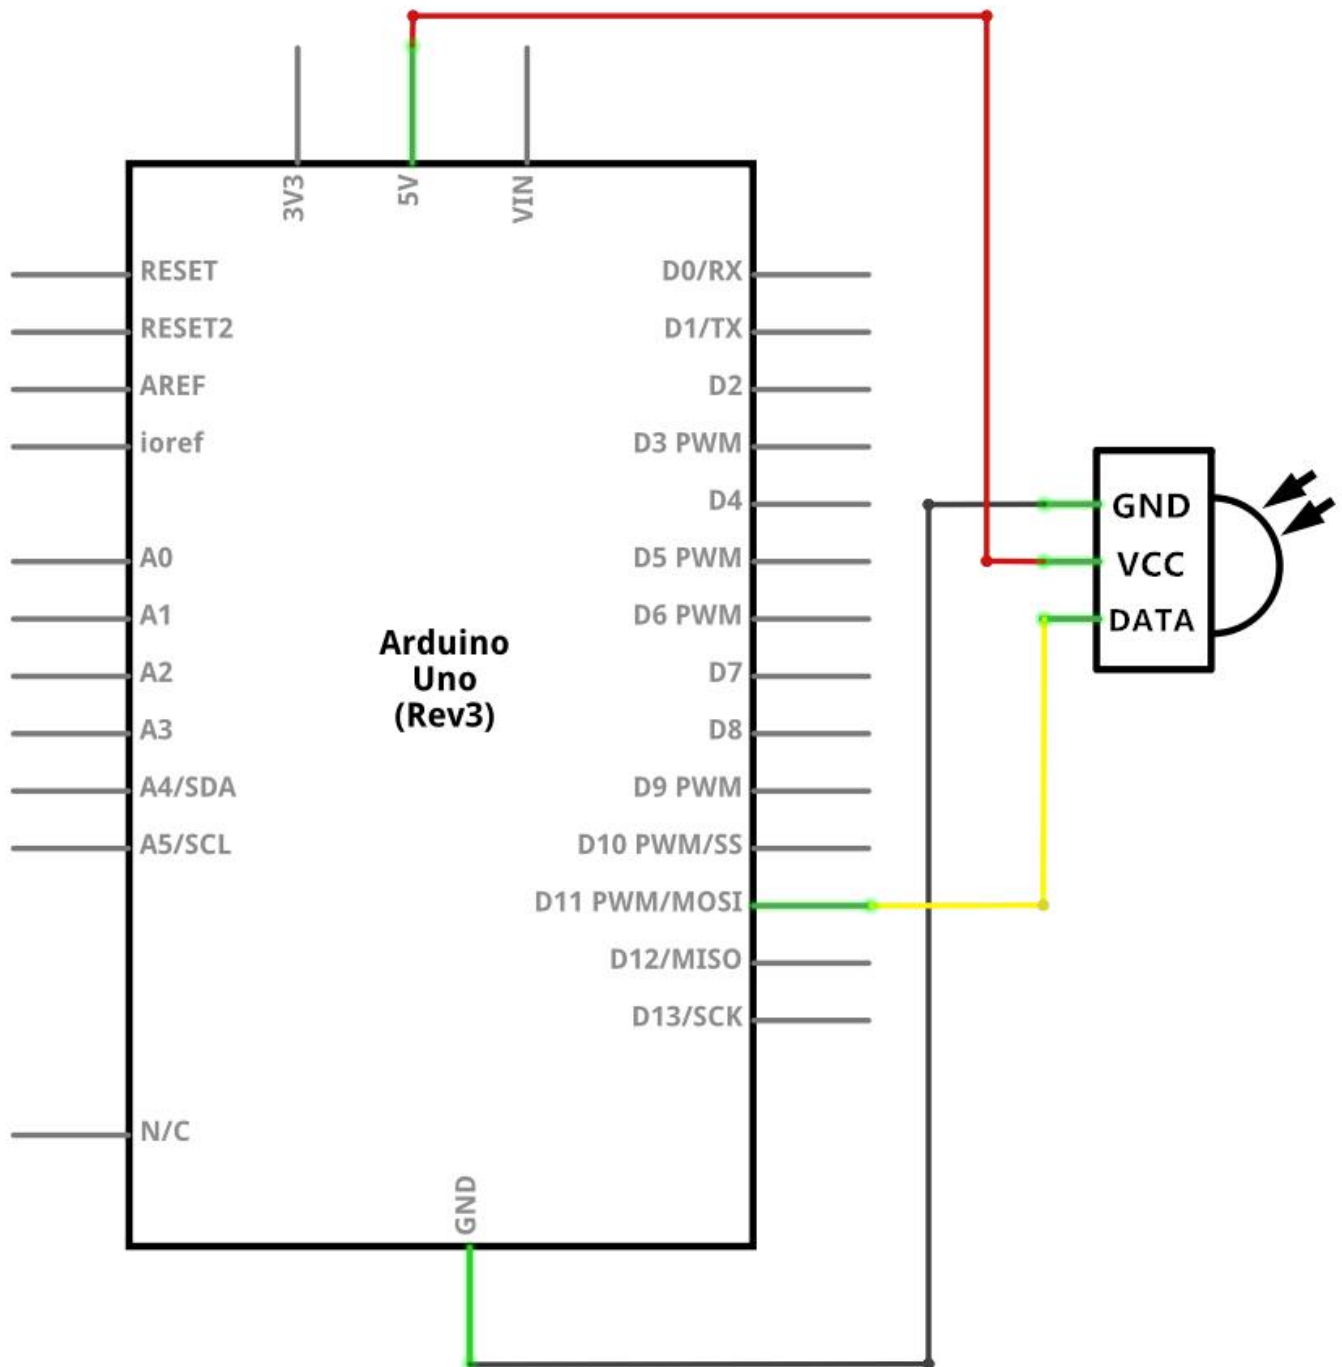 3V3
5V
VIN
RESET
RESET2
AREF
ioref
A0
A1
A2
A3
A4/SDA
A5/SCL
N/C
Arduino
Uno
(Rev3)
D0/RX
D1/TX
D2
D3 PWM
D4
D5 PWM
D6 PWM
D7
D8
D9 PWM
D10 PWM/SS
D11 PWM/MOSI
D12/MISO
D13/SCK
GND
GND
VCC
DATA